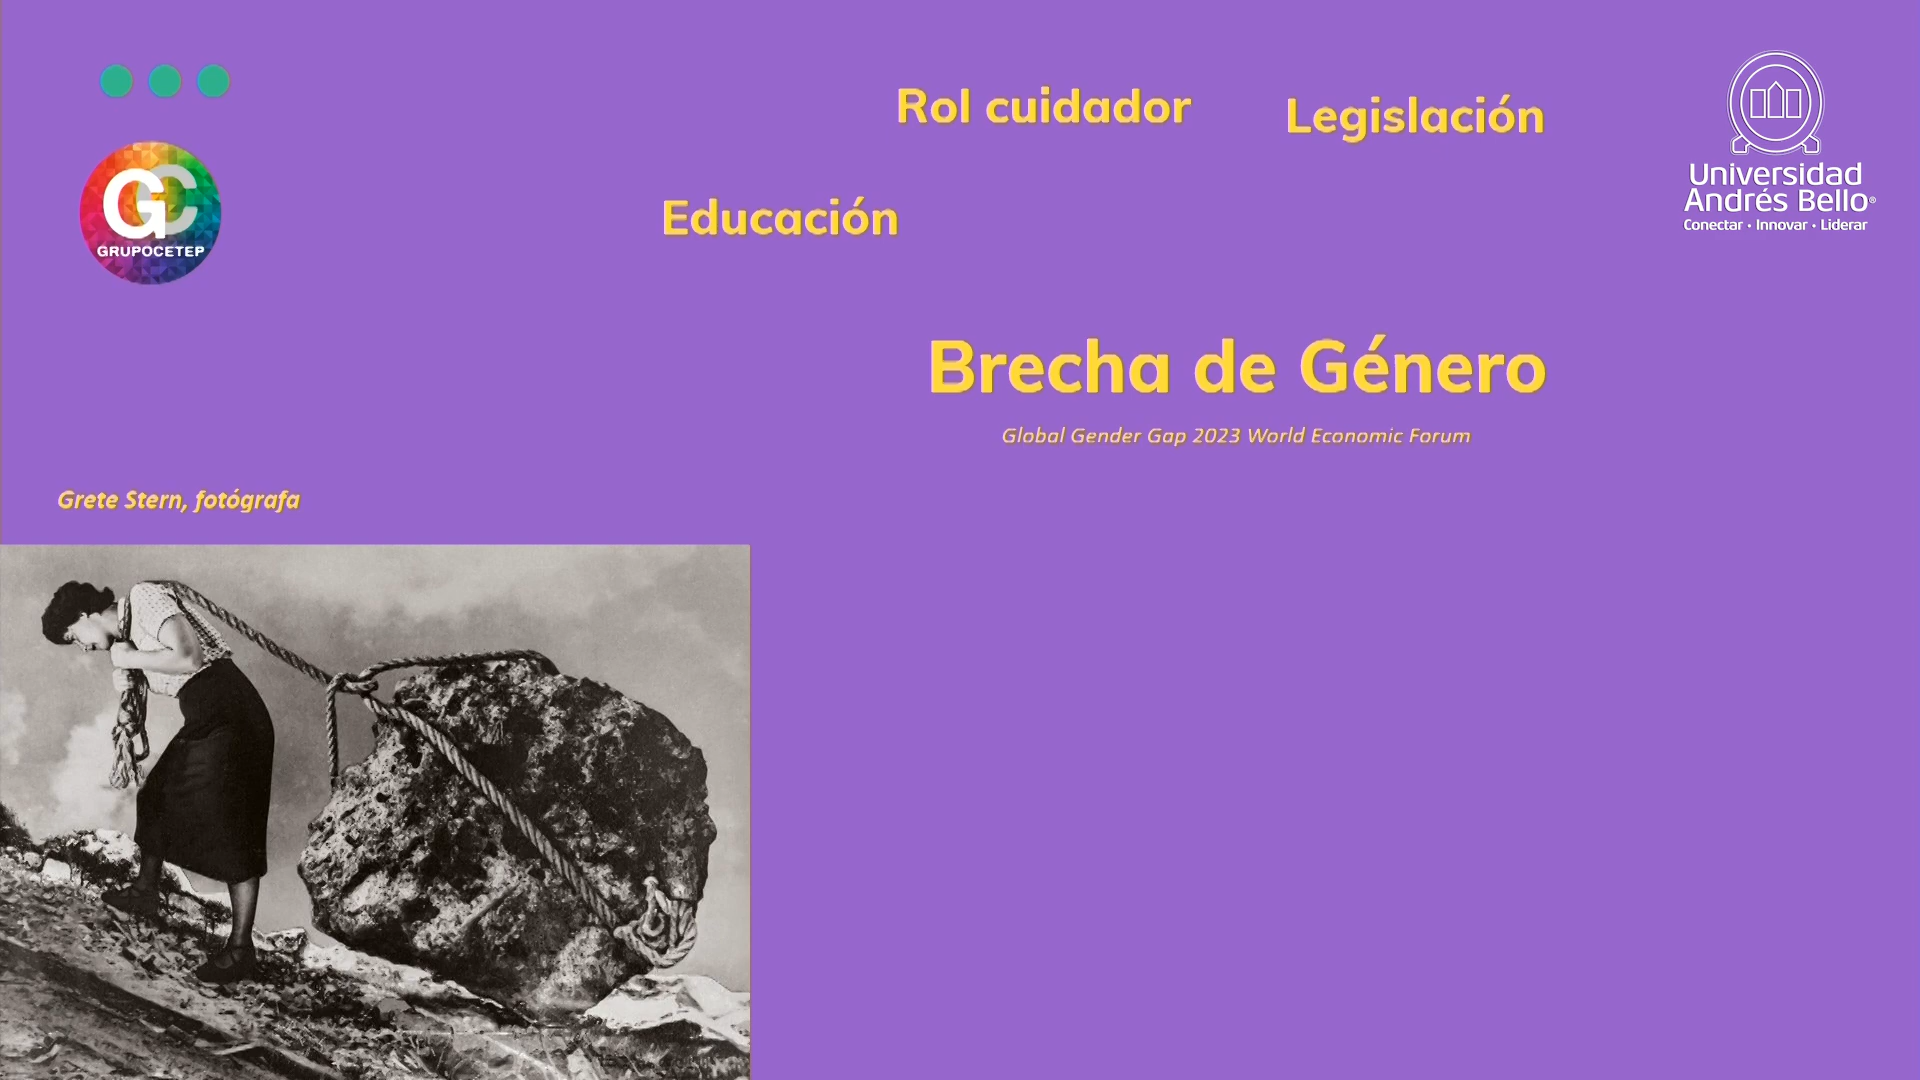 Rol cuidador
Legislación
GC
GRUPOCETEP
Universidad
Andrés Bello®
Conectar • Innovar • Liderar
Educación
Brecha de Género
Global Gender Gap 2023 World Economic Forum
Grete Stern, fotógrafa